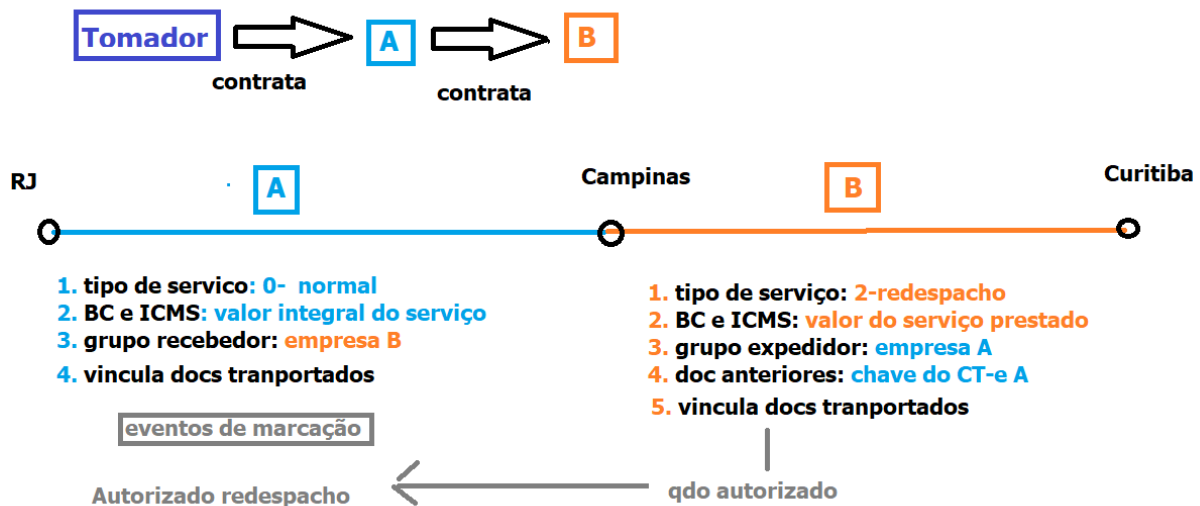 Tomador
A
B
contrata
contrata
RJ
A
Campinas
B
Curitiba
1. tipo de servico: 0- normal
2. BC e ICMS: valor integral do serviço
3. grupo recebedor: empresa B
4. vincula docs tranportados
eventos de marcação
Autorizado redespacho
1. tipo de serviço: 2-redespacho
2. BC e ICMS: valor do serviço prestado
3. grupo expedidor: empresa A
4. doc anteriores: chave do CT-e A
5. vincula docs tranportados
qdo autorizado